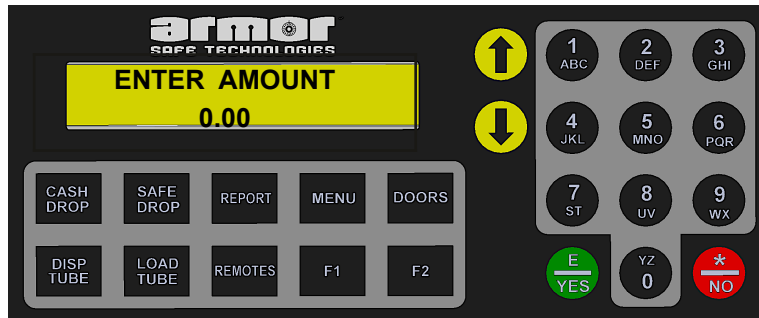 armor
SAFE TECHNOLOGIES
ENTER AMOUNT
0.00
CASH
DROP
SAFE
DROP
REPORT
MENU
DOORS
DISP
TUBE
LOAD
TUBE
REMOTES
F1
F2
1
ABC
2
DEF
3
GHI
4
JKL
5
MNO
6
PQR
7
ST
8
UV
9
WX
E
YES
YZ
0
*
NO